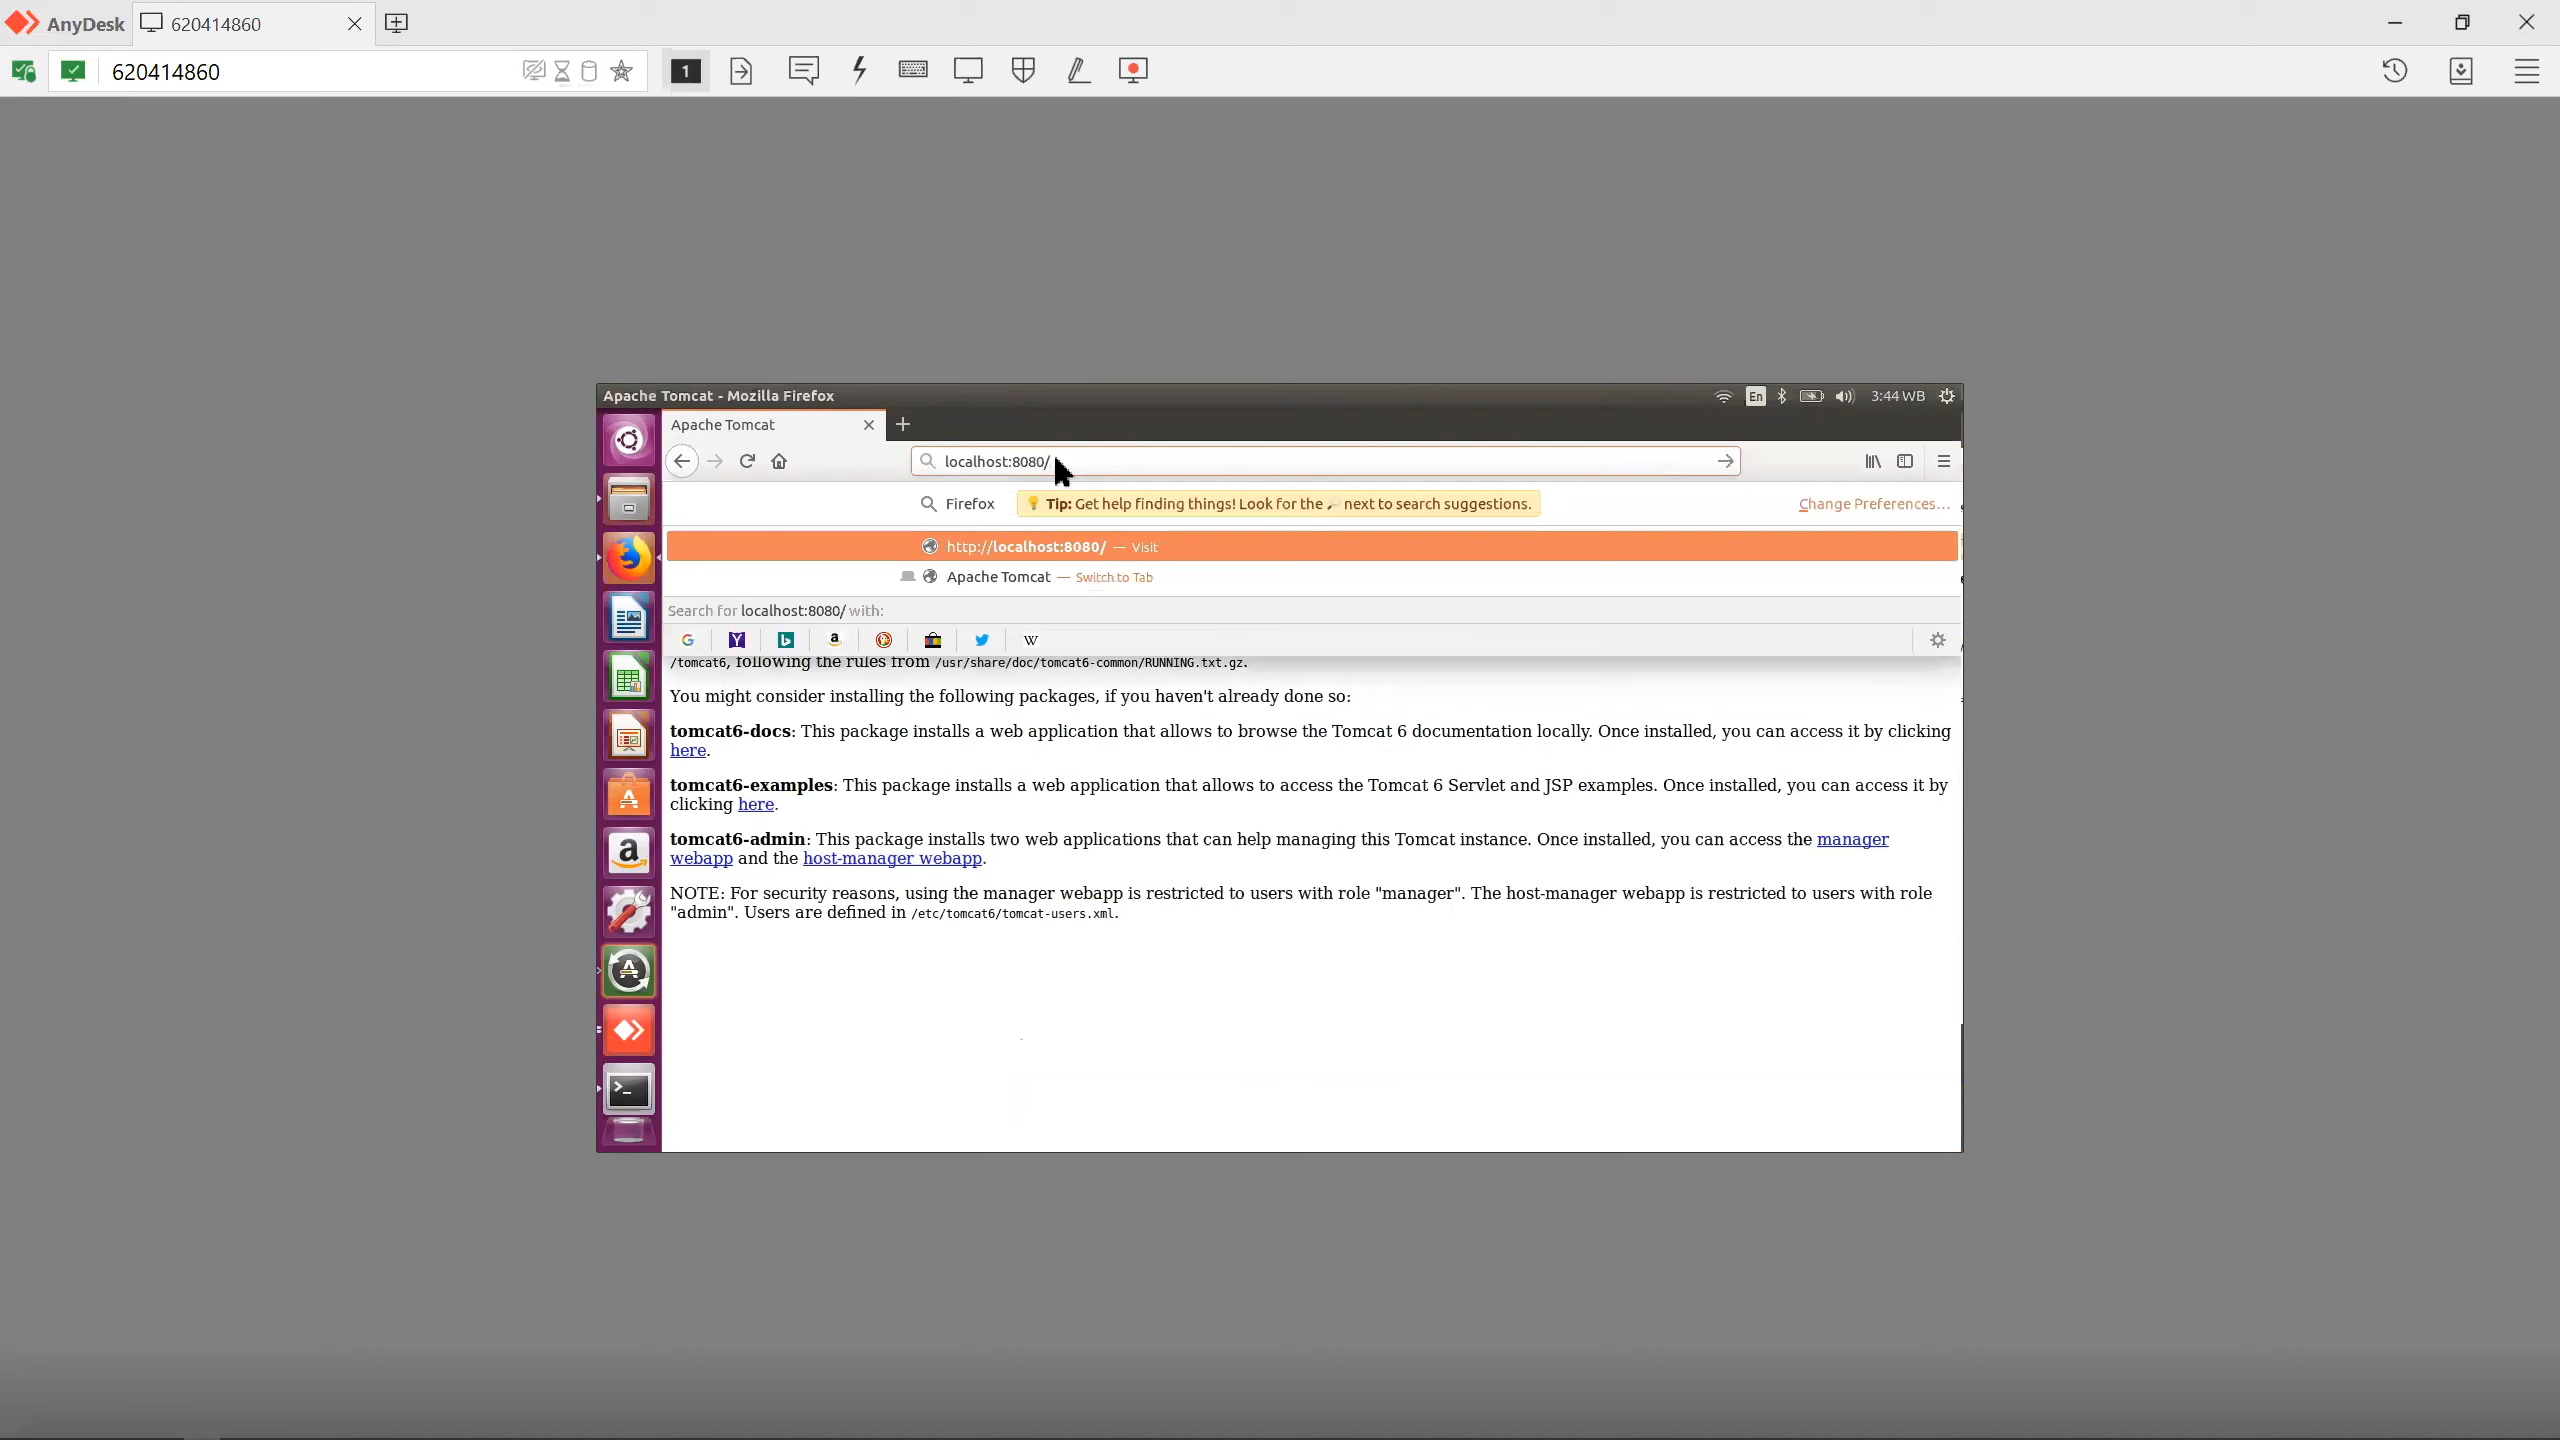 AnyDesk 620414860
620414860 1
Apache Tomcat - Mozilla Firefox En 3:44 WB
Apache Tomcat
localhost:8080/
Firefox Tip: Get help finding things! Look for the next to search suggestions. Change Preferences...
http://localhost:8080/ — Visit
Apache Tomcat — Switch to Tab
Search for localhost:8080/ with:
/tomcat6, following the rules from /usr/share/doc/tomcat6-common/RUNNING.txt.gz.
You might consider installing the following packages, if you haven't already done so:
tomcat6-docs: This package installs a web application that allows to browse the Tomcat 6 documentation locally. Once installed, you can access it by clicking
here.
tomcat6-examples: This package installs a web application that allows to access the Tomcat 6 Servlet and JSP examples. Once installed, you can access it by
clicking here.
tomcat6-admin: This package installs two web applications that can help managing this Tomcat instance. Once installed, you can access the manager
webapp and the host-manager webapp.
NOTE: For security reasons, using the manager webapp is restricted to users with role "manager". The host-manager webapp is restricted to users with role
"admin". Users are defined in /etc/tomcat6/tomcat-users.xml.